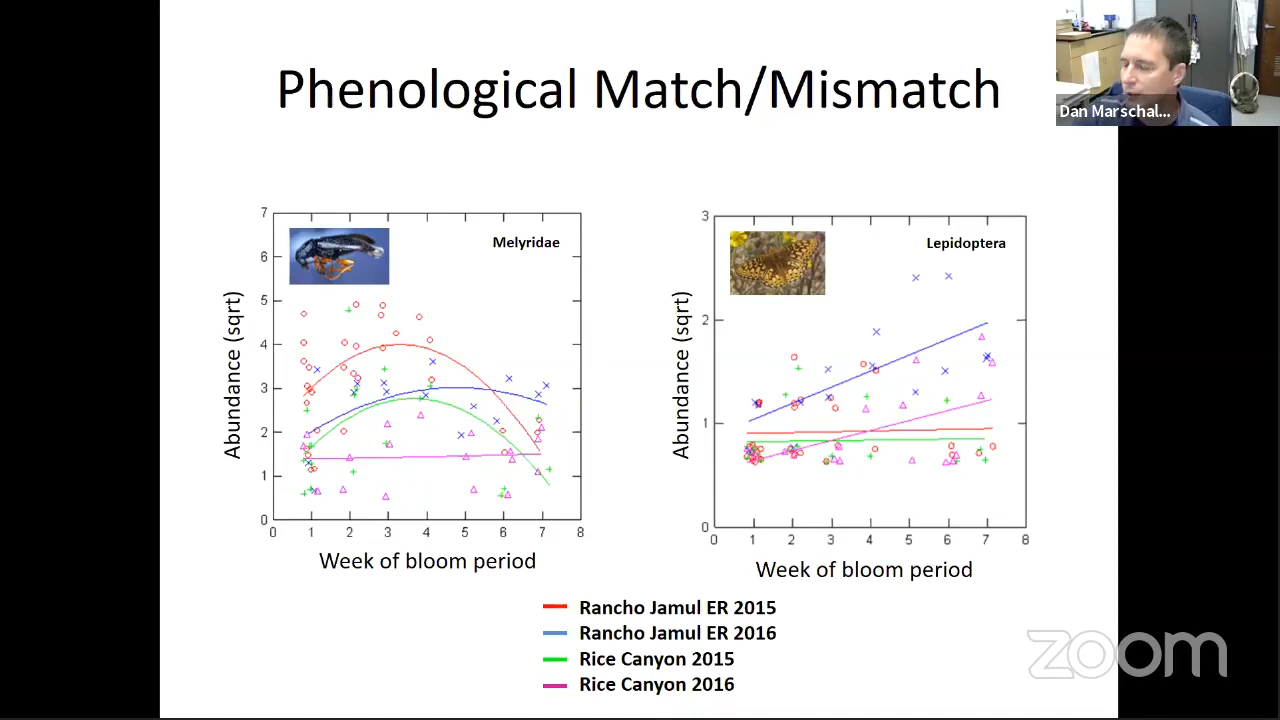 Phenological Match/Mismatch
Dan Marschal...
7
6
5
4
3
2
1
0
0 1 2 3 4 5 6 7 8
Abundance (sqrt)
Melyridae
Week of bloom period
3
2
1
0
0 1 2 3 4 5 6 7 8
Abundance (sqrt)
Lepidoptera
Week of bloom period
Rancho Jamul ER 2015
Rancho Jamul ER 2016
Rice Canyon 2015
Rice Canyon 2016
zoom